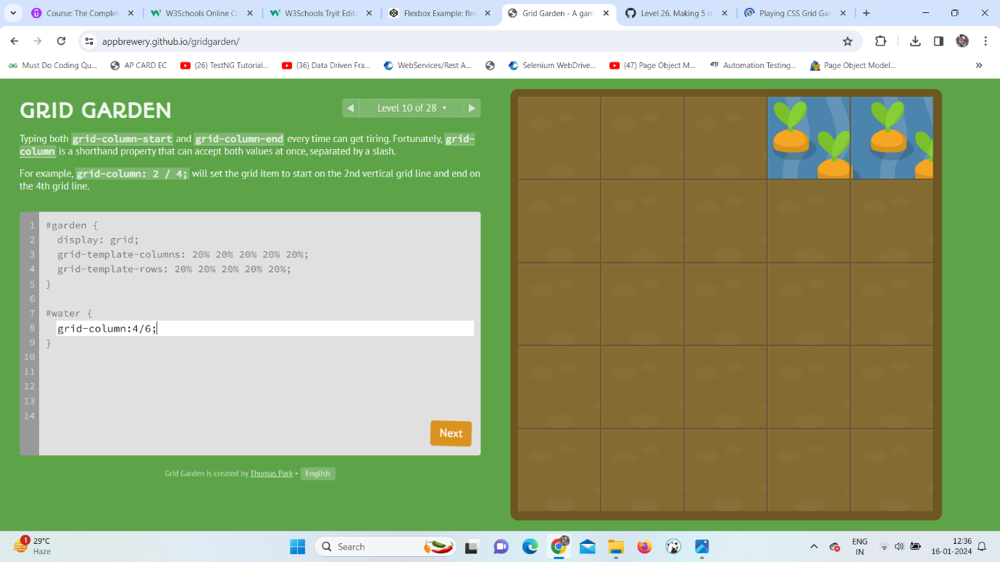 Course: The Complet
W3Schools Online Co
W3Schools Tryit Edito
Flexbox Example: flex
Grid Garden - A gam
Level 26. Making 5 ro
Playing CSS Grid Gar
appbrewery.github.io/gridgarden/
Must Do Coding Qu...
AP CARD EC
(26) TestNG Tutorial...
(36) Data Driven Fra...
WebServices/Rest A...
Selenium WebDrive...
(47) Page Object M...
Automation Testing...
Page Object Model...
GRID GARDEN
Level 10 of 28
Typing both grid-column-start and grid-column-end every time can get tiring. Fortunately, grid-
column is a shorthand property that can accept both values at once, separated by a slash.
For example, grid-column: 2 / 4; will set the grid item to start on the 2nd vertical grid line and end on
the 4th grid line.
1 #garden {
2 display: grid;
3 grid-template-columns: 20% 20% 20% 20% 20%;
4 grid-template-rows: 20% 20% 20% 20% 20%;
5 }
6
7 #water {
8 grid-column:4/6;
9 }
10
11
12
13
14
Next
Grid Garden is created by Thomas Park • English
1
29°C
Haze
Search
ENG
IN
12:36
16-01-2024